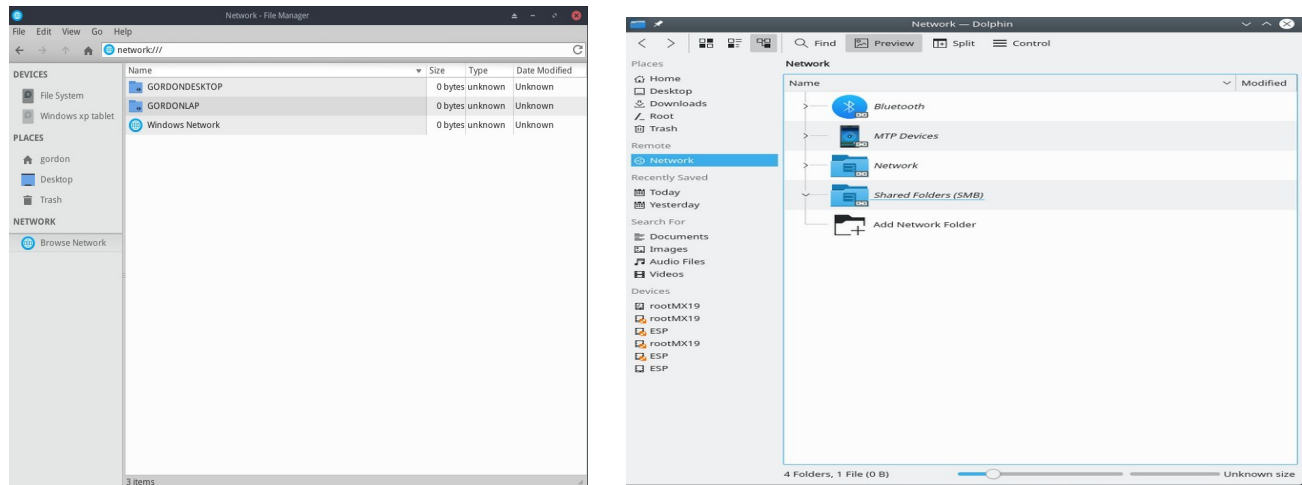 Network - File Manager
File Edit View Go Help
network:///
DEVICES
File System
Windows xp tablet
PLACES
gordon
Desktop
Trash
NETWORK
Browse Network
Name Size Type Date Modified
GORDONDESKTOP 0 bytes unknown Unknown
GORDONLAP 0 bytes unknown Unknown
Windows Network 0 bytes unknown Unknown
3 items
Network — Dolphin
Find Preview Split Control
Places
Home
Desktop
Downloads
Root
Trash
Remote
Network
Recently Saved
Today
Yesterday
Search For
Documents
Images
Audio Files
Videos
Devices
rootMX19
rootMX19
ESP
rootMX19
ESP
ESP
Network
Name Modified
Bluetooth
MTP Devices
Network
Shared Folders (SMB)
Add Network Folder
4 Folders, 1 File (0 B) Unknown size